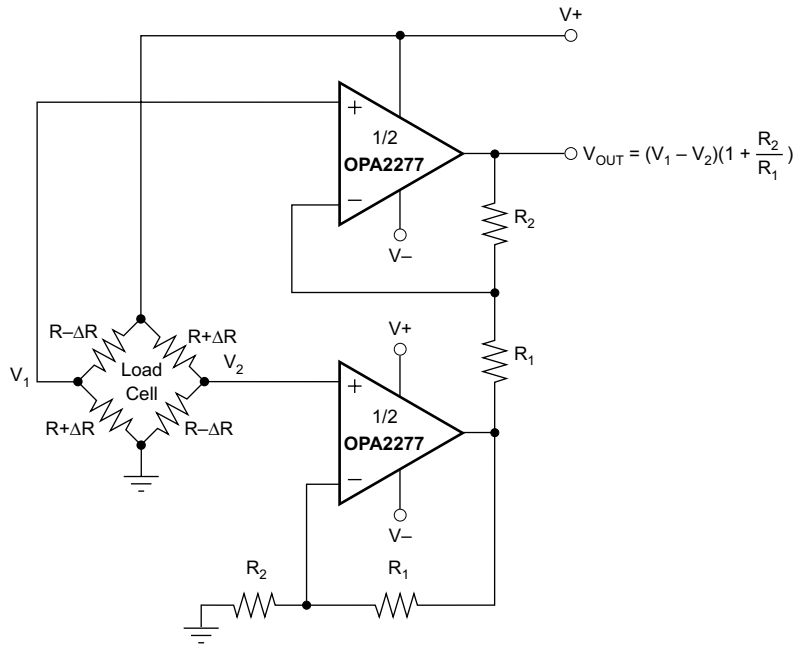 V+
+
1/2
OPA2277
−
V−
V_OUT = (V_1 – V_2)(1 + R_2/R_1)
R_2
R−ΔR
R+ΔR
V+
R_1
V_1
Load
Cell
V_2
+
1/2
OPA2277
−
R+ΔR
R−ΔR
V−
R_2
R_1